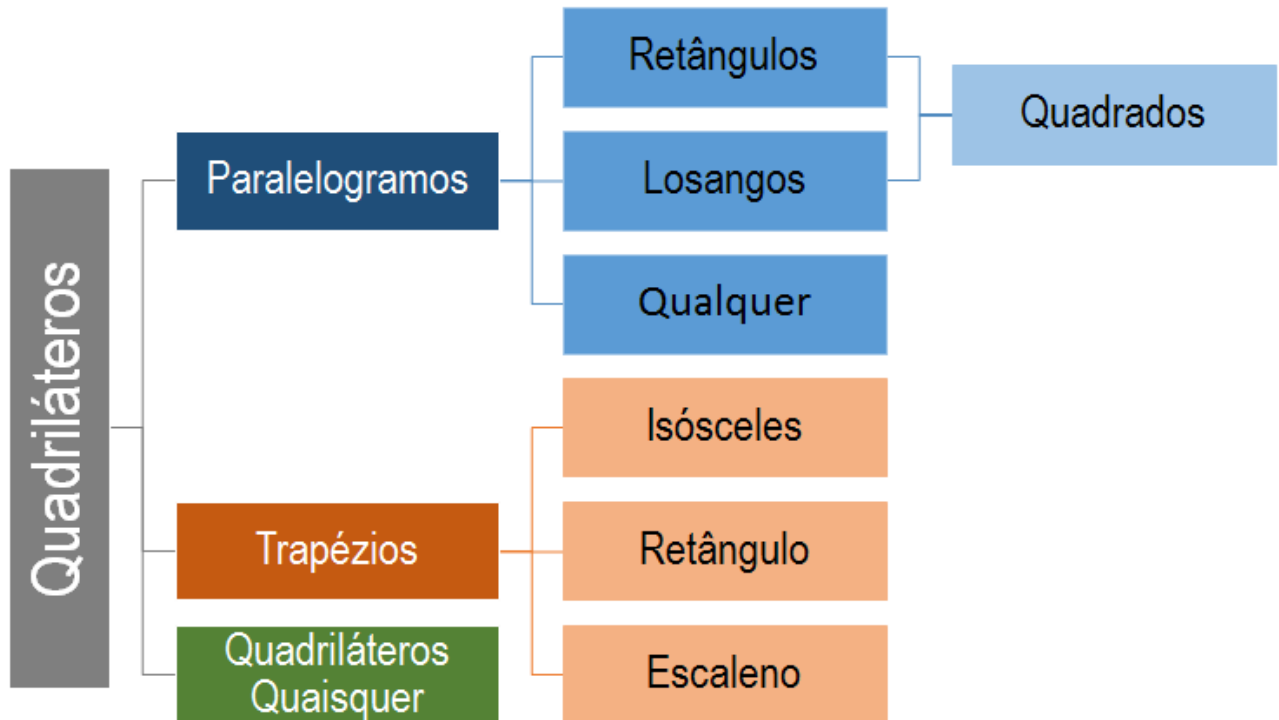 Quadriláteros
Paralelogramos
Retângulos
Losangos
Qualquer
Quadrados
Trapézios
Isósceles
Retângulo
Escaleno
Quadriláteros
Quaisquer